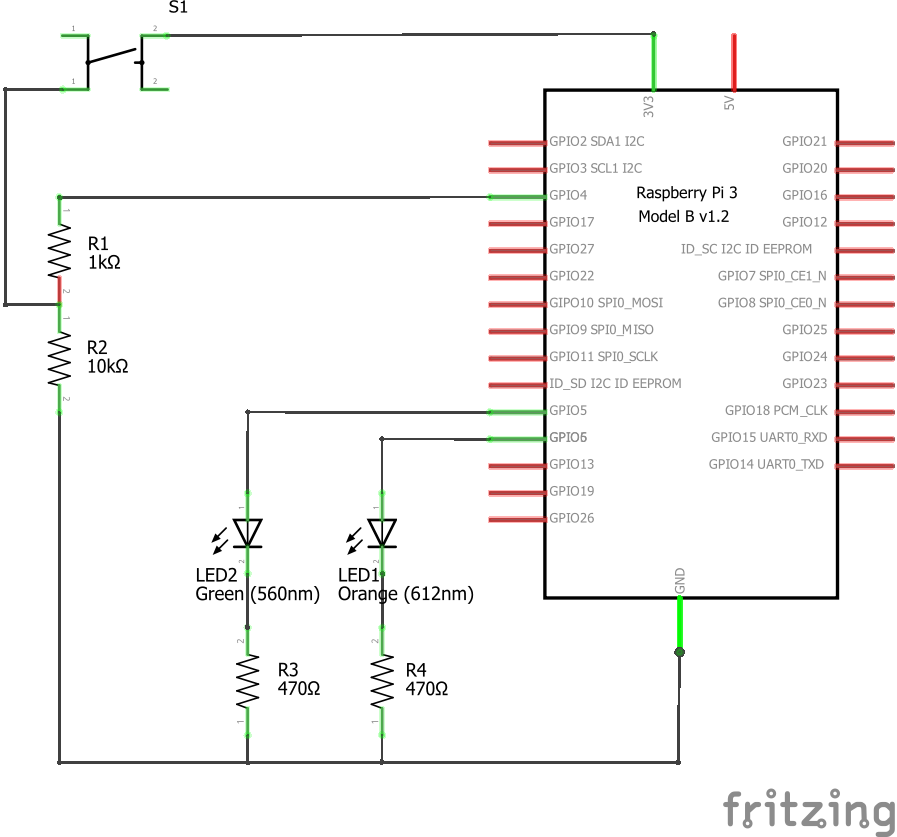 S1
1
2
1
2
3V3
5V
GPIO2 SDA1 I2C
GPIO21
GPIO3 SCL1 I2C
GPIO20
GPIO4
GPIO16
Raspberry Pi 3
Model B v1.2
GPIO17
GPIO12
GPIO27
ID_SC I2C ID EEPROM
GPIO22
GPIO7 SPI0_CE1_N
GIPO10 SPI0_MOSI
GPIO8 SPI0_CE0_N
GPIO9 SPI0_MISO
GPIO25
GPIO11 SPI0_SCLK
GPIO24
ID_SD I2C ID EEPROM
GPIO23
GPIO5
GPIO18 PCM_CLK
GPIO6
GPIO15 UART0_RXD
GPIO13
GPIO14 UART0_TXD
GPIO19
GPIO26
GND
1
R1
1kΩ
2
1
R2
10kΩ
2
1
2
LED2
Green (560nm)
1
2
LED1
Orange (612nm)
2
R3
470Ω
1
2
R4
470Ω
1
fritzing